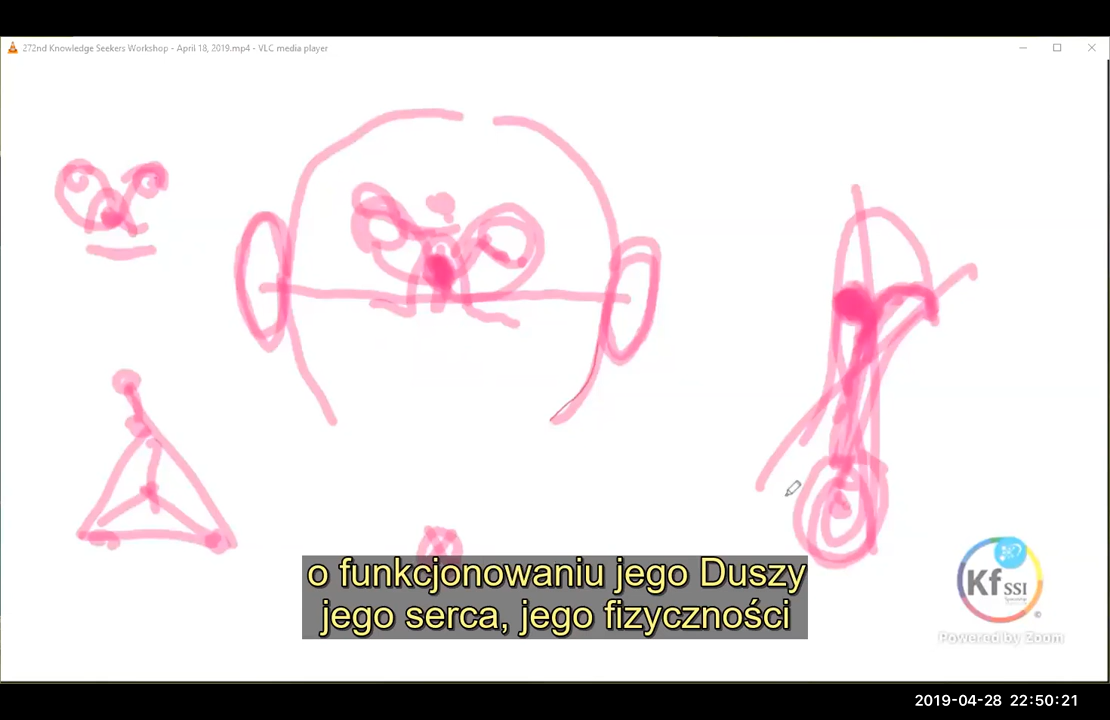 272nd Knowledge Seekers Workshop - April 18, 2019.mp4 - VLC media player
o funkcjonowaniu jego Duszy
jego serca, jego fizyczności
Kf SSI
Powered by Zoom
2019-04-28 22:50:21